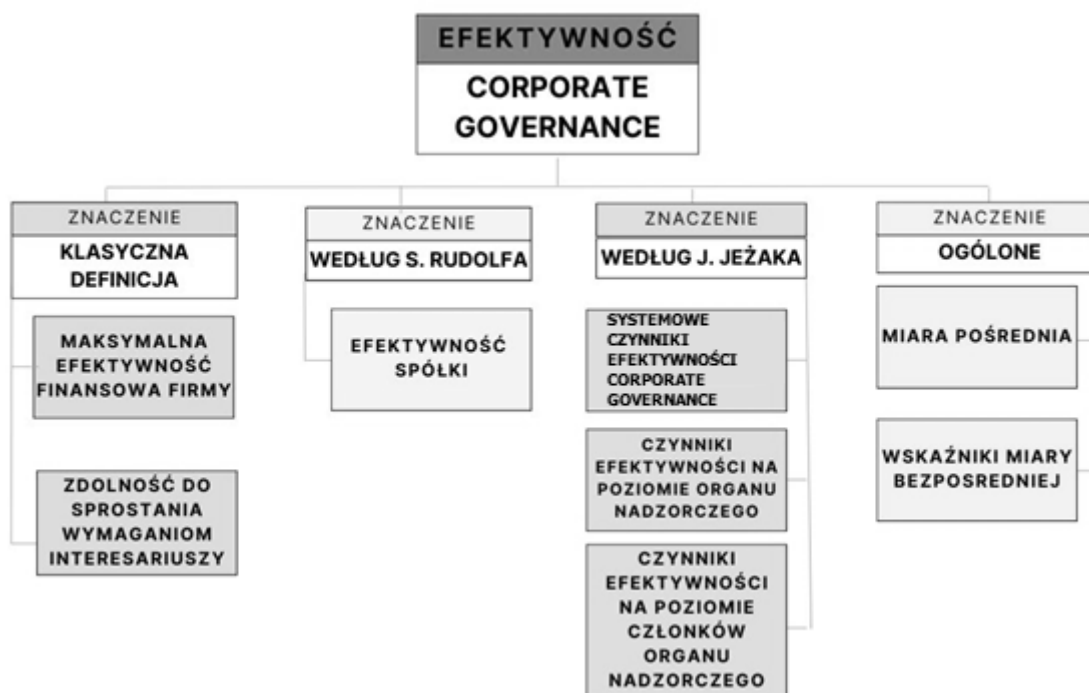 EFEKTYWNOŚĆ
CORPORATE
GOVERNANCE
ZNACZENIE
KLASYCZNA
DEFINICJA
MAKSYMALNA
EFEKTYWNOŚĆ
FINANSOWA FIRMY
ZDOLNOŚĆ DO
SPROSTANIA
WYMAGANIOM
INTERESARIUSZY
ZNACZENIE
WEDŁUG S. RUDOLFA
EFEKTYWNOŚĆ
SPÓŁKI
ZNACZENIE
WEDŁUG J. JEŻAKA
SYSTEMOWE
CZYNNIKI
EFEKTYWNOŚCI
CORPORATE
GOVERNANCE
CZYNNIKI
EFEKTYWNOŚCI NA
POZIOMIE ORGANU
NADZORCZEGO
CZYNNIKI
EFEKTYWNOŚCI
NA POZIOMIE
CZŁONKÓW
ORGANU
NADZORCZEGO
ZNACZENIE
OGÓLONE
MIARA POŚREDNIA
WSKAŹNIKI MIARY
BEZPOSREDNIEJ